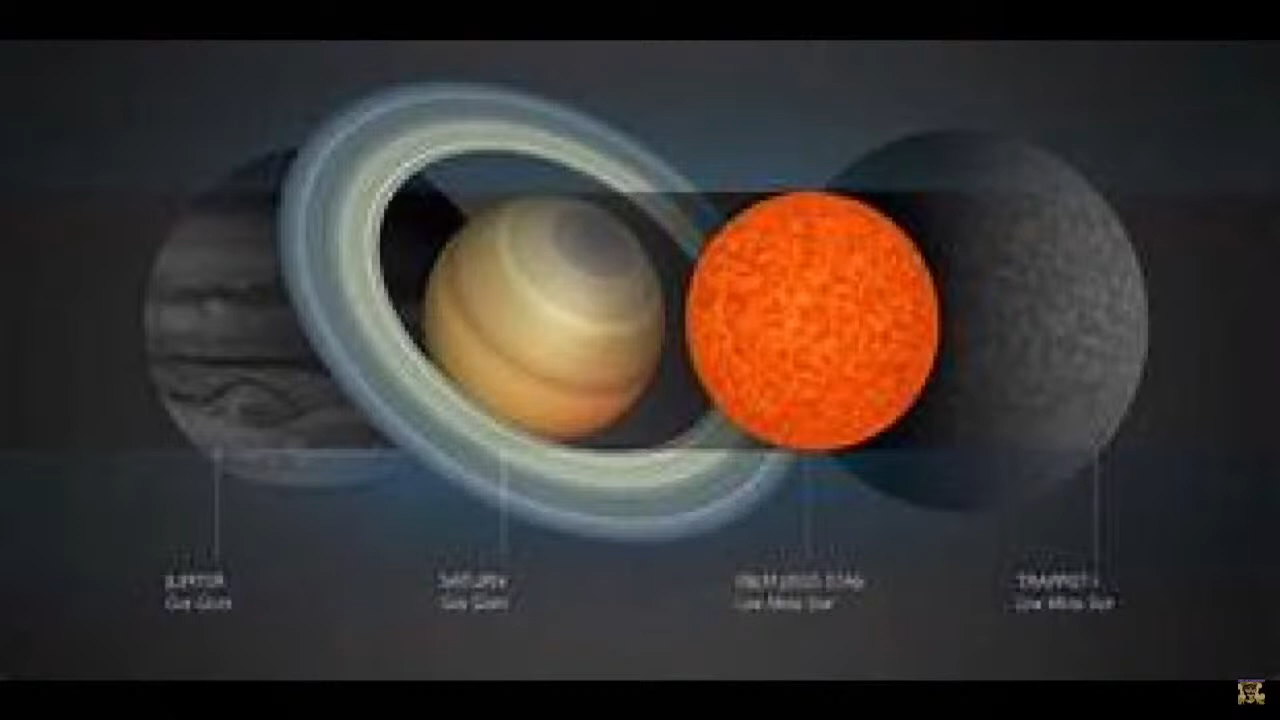 JUPITER
Gas Giant
SATURN
Gas Giant
Low Mass Star
TRAPPIST-1
Low Mass Star